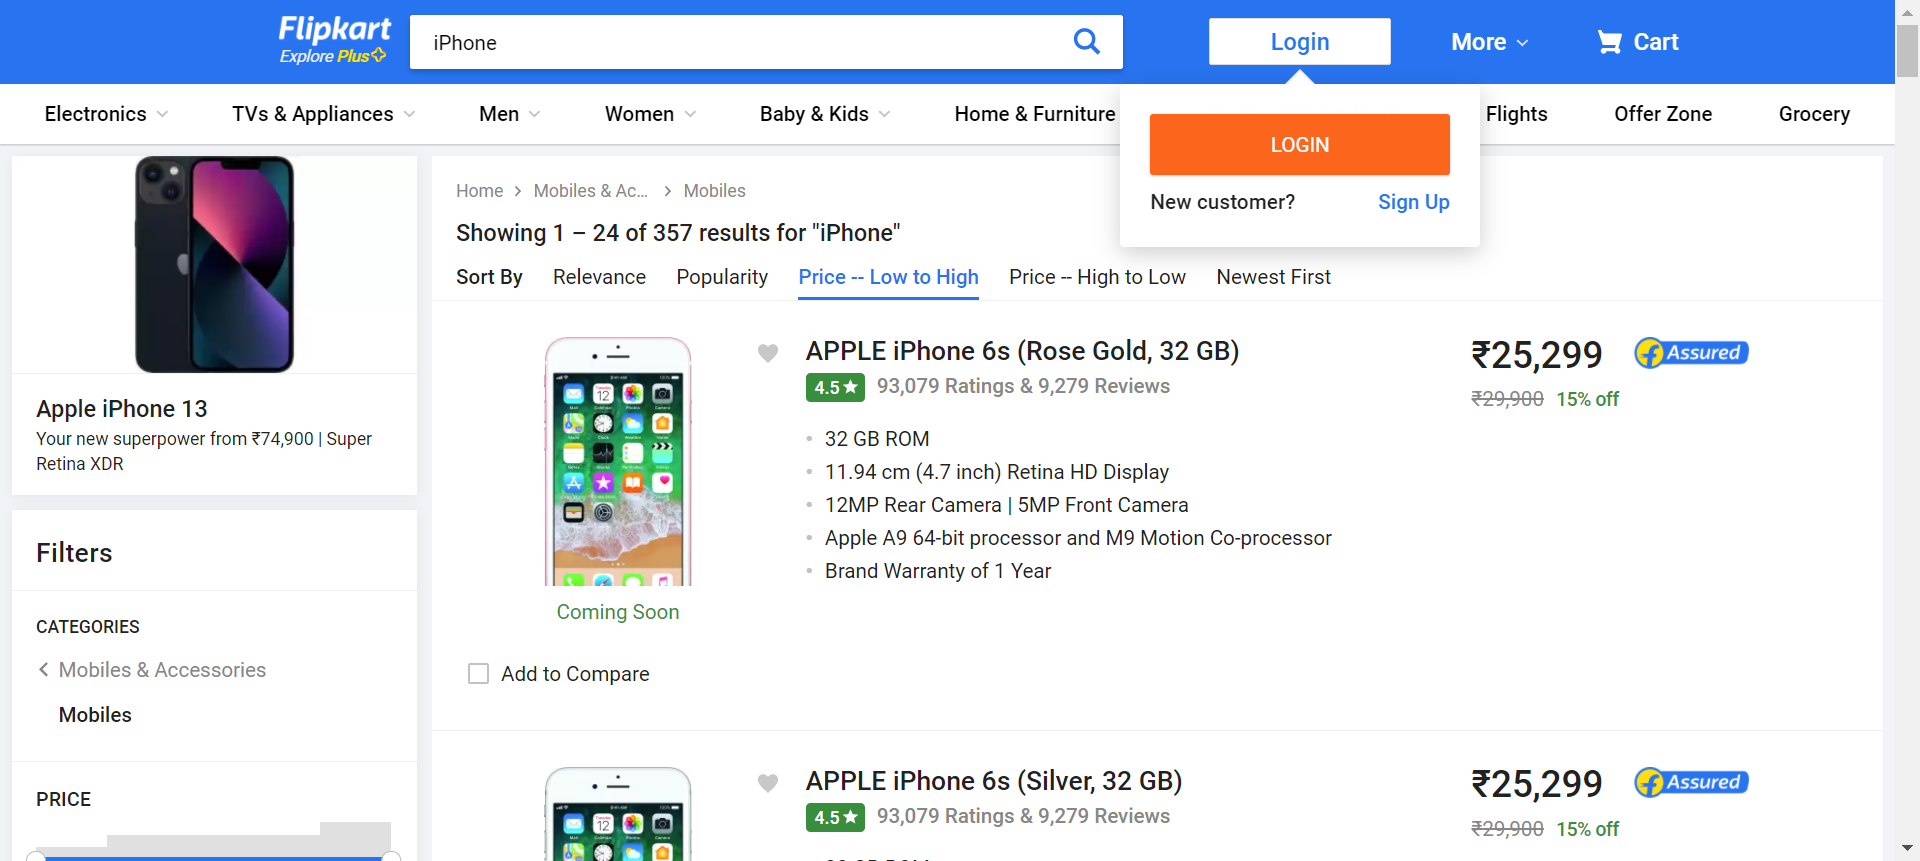 Flipkart
Explore Plus
iPhone
Login
More
Cart
Electronics
TVs & Appliances
Men
Women
Baby & Kids
Home & Furniture
Flights
Offer Zone
Grocery
LOGIN
New customer? Sign Up
Apple iPhone 13
Your new superpower from ₹74,900 | Super
Retina XDR
Filters
CATEGORIES
Mobiles & Accessories
Mobiles
PRICE
Home > Mobiles & Ac... > Mobiles
Showing 1 – 24 of 357 results for "iPhone"
Sort By Relevance Popularity Price -- Low to High Price -- High to Low Newest First
APPLE iPhone 6s (Rose Gold, 32 GB)
4.5★ 93,079 Ratings & 9,279 Reviews
• 32 GB ROM
• 11.94 cm (4.7 inch) Retina HD Display
• 12MP Rear Camera | 5MP Front Camera
• Apple A9 64-bit processor and M9 Motion Co-processor
• Brand Warranty of 1 Year
₹25,299 Assured
₹29,900 15% off
Coming Soon
Add to Compare
APPLE iPhone 6s (Silver, 32 GB)
4.5★ 93,079 Ratings & 9,279 Reviews
₹25,299 Assured
₹29,900 15% off